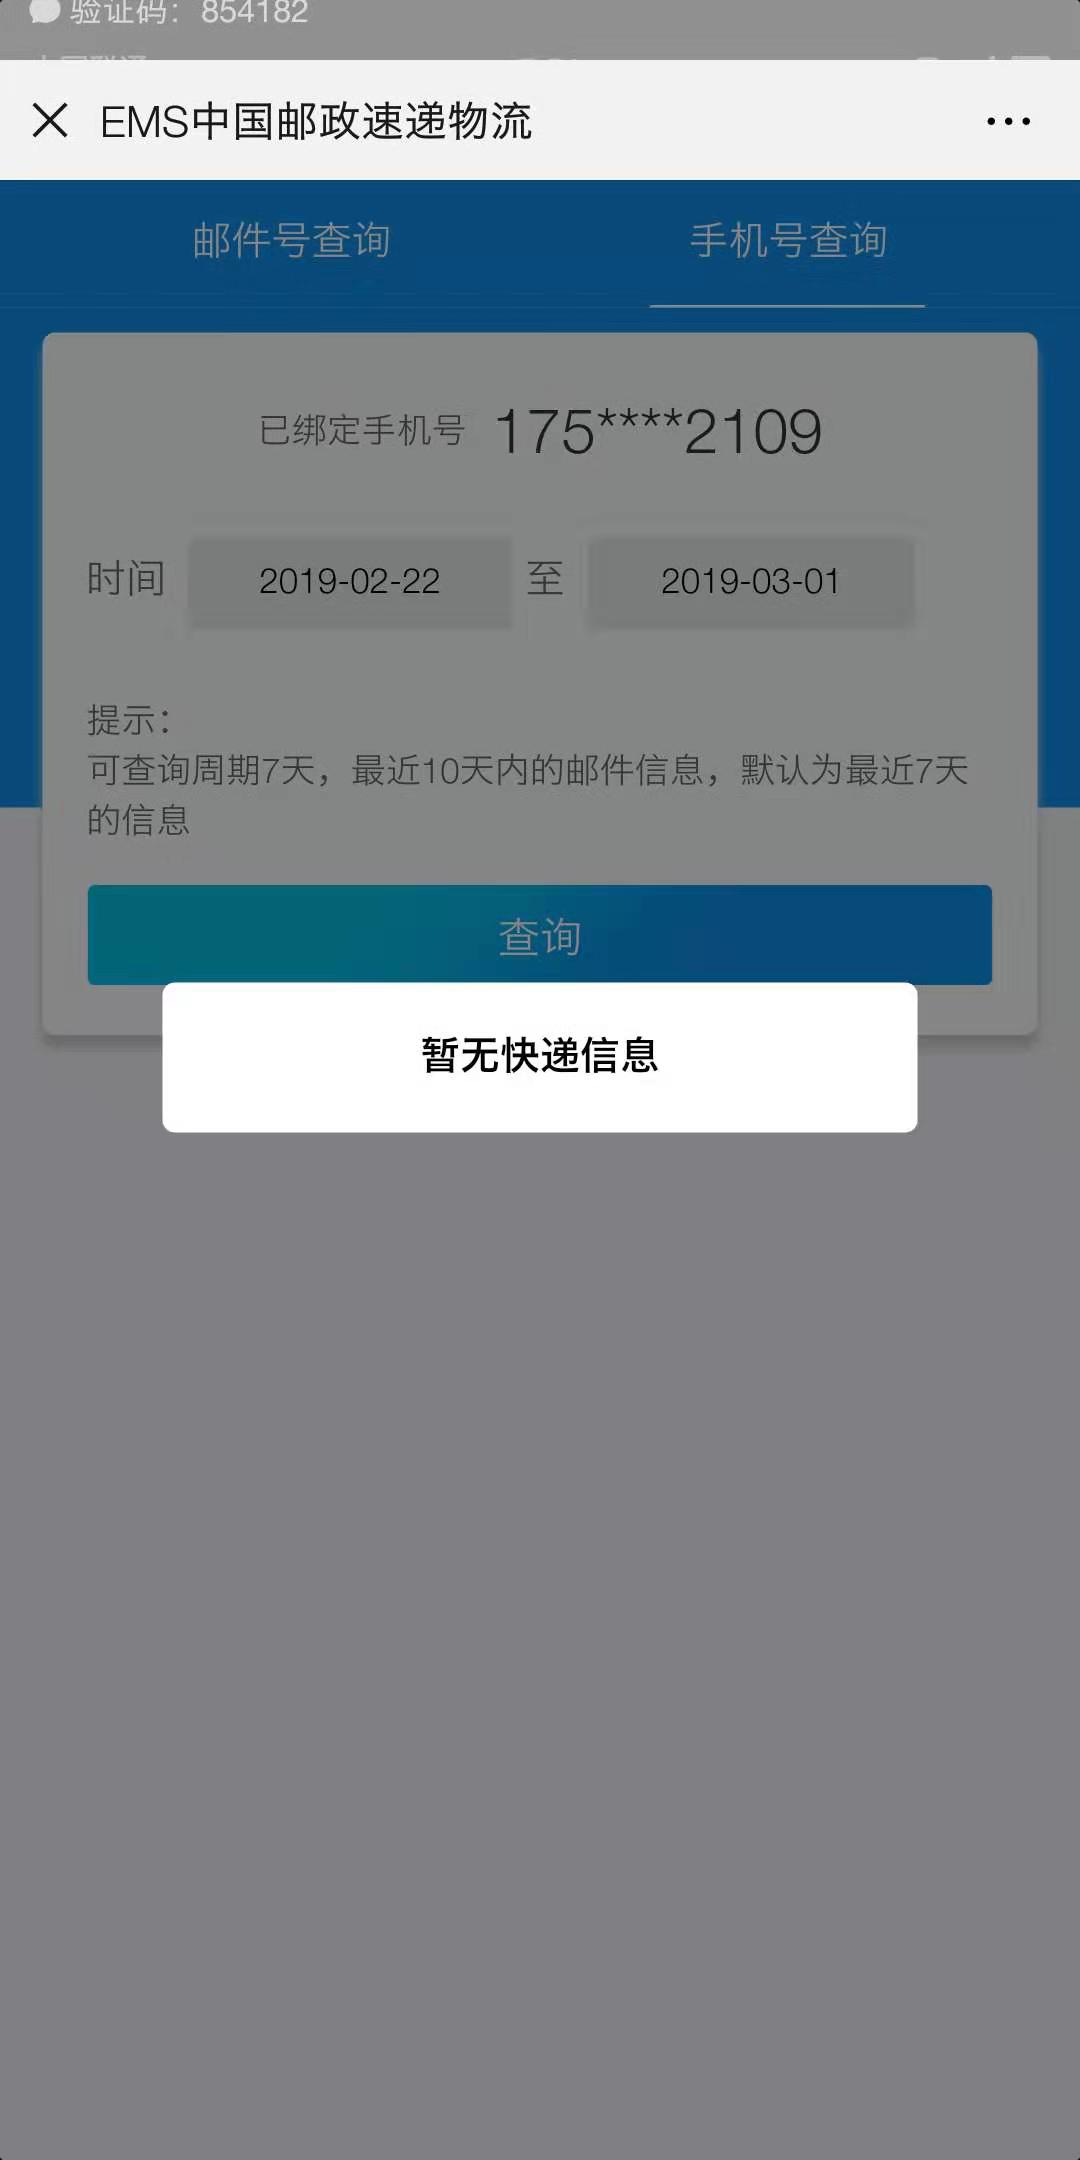 验证码：854182
EMS中国邮政速递物流
邮件号查询
手机号查询
已绑定手机号 175****2109
时间 2019-02-22 至 2019-03-01
提示：
可查询周期7天，最近10天内的邮件信息，默认为最近7天
的信息
查询
暂无快递信息